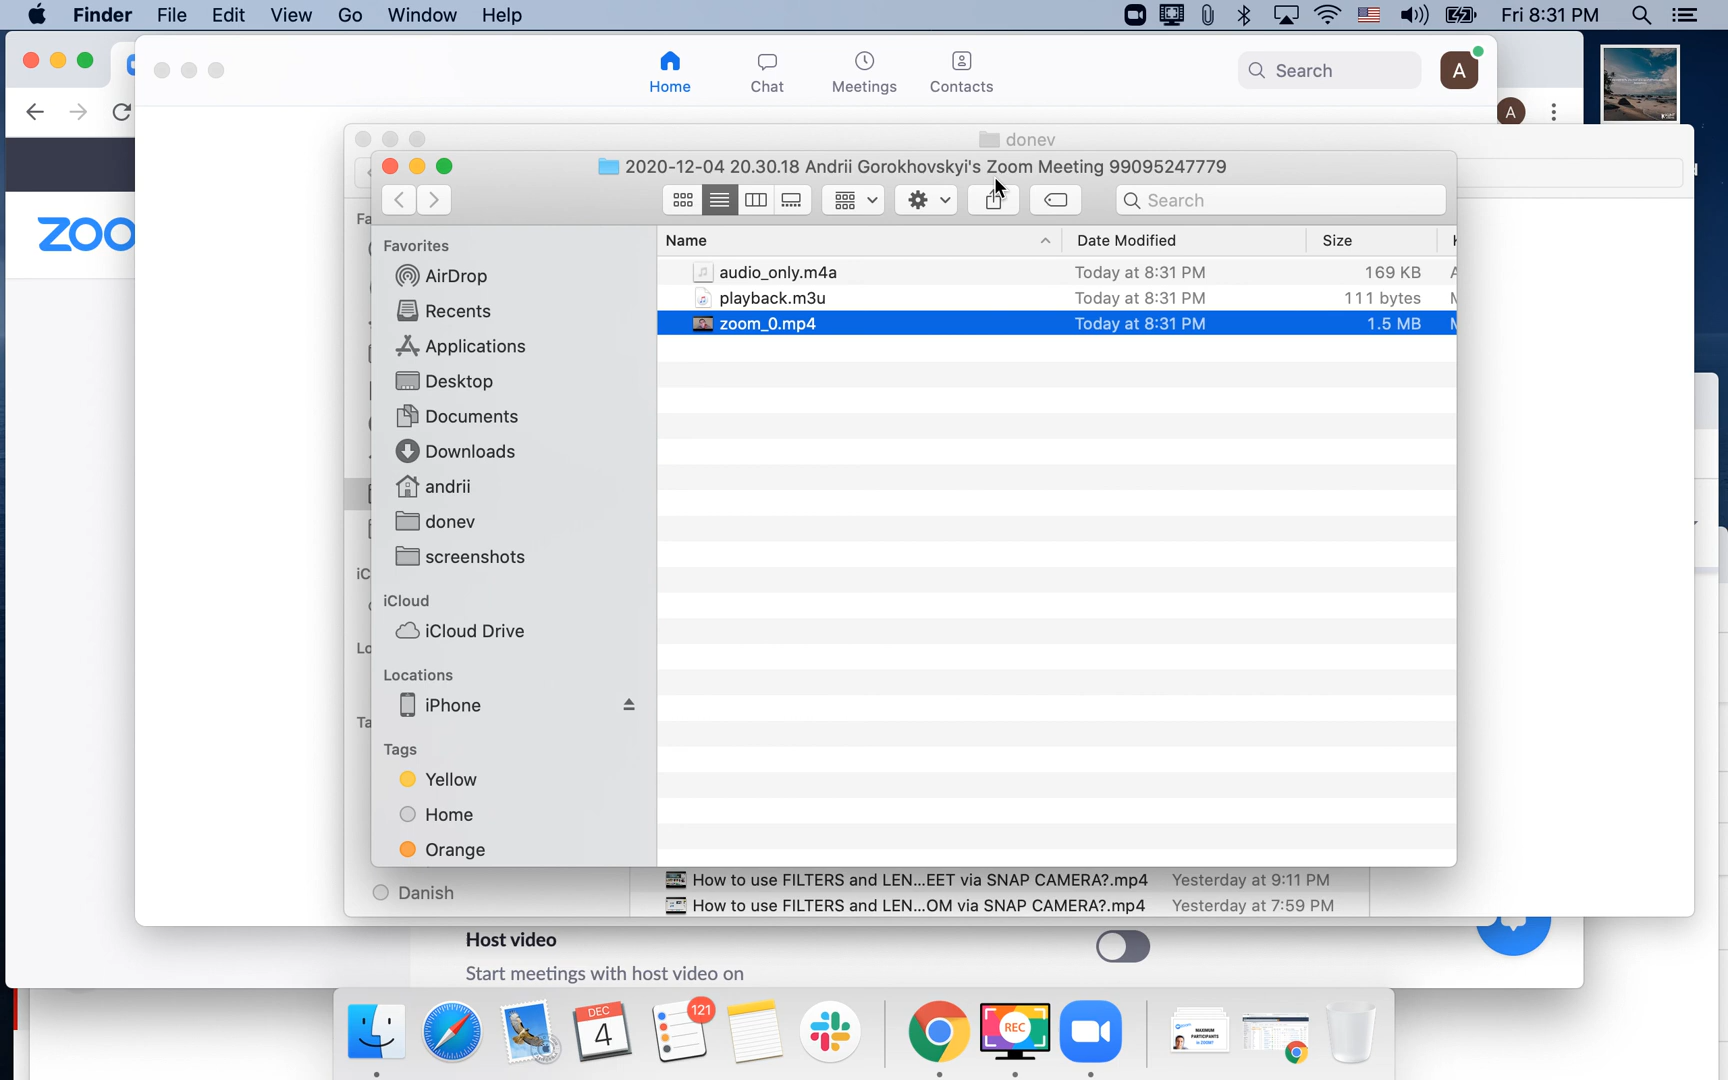 Finder File Edit View Go Window Help Fri 8:31 PM
Home Chat Meetings Contacts Search A
A
donev
2020-12-04 20.30.18 Andrii Gorokhovskyi's Zoom Meeting 99095247779
Search
zoo
Favorites
AirDrop
Recents
Applications
Desktop
Documents
Downloads
andrii
donev
screenshots
iCloud
iCloud Drive
Locations
iPhone
Tags
Yellow
Home
Orange
Name Date Modified Size
audio_only.m4a Today at 8:31 PM 169 KB
playback.m3u Today at 8:31 PM 111 bytes
zoom_0.mp4 Today at 8:31 PM 1.5 MB
Fa
iC
Lo
Ta
Danish
How to use FILTERS and LEN...EET via SNAP CAMERA?.mp4 Yesterday at 9:11 PM
How to use FILTERS and LEN...OM via SNAP CAMERA?.mp4 Yesterday at 7:59 PM
Host video
Start meetings with host video on
DEC
4
121
REC
MAXIMUM
PARTICIPANTS